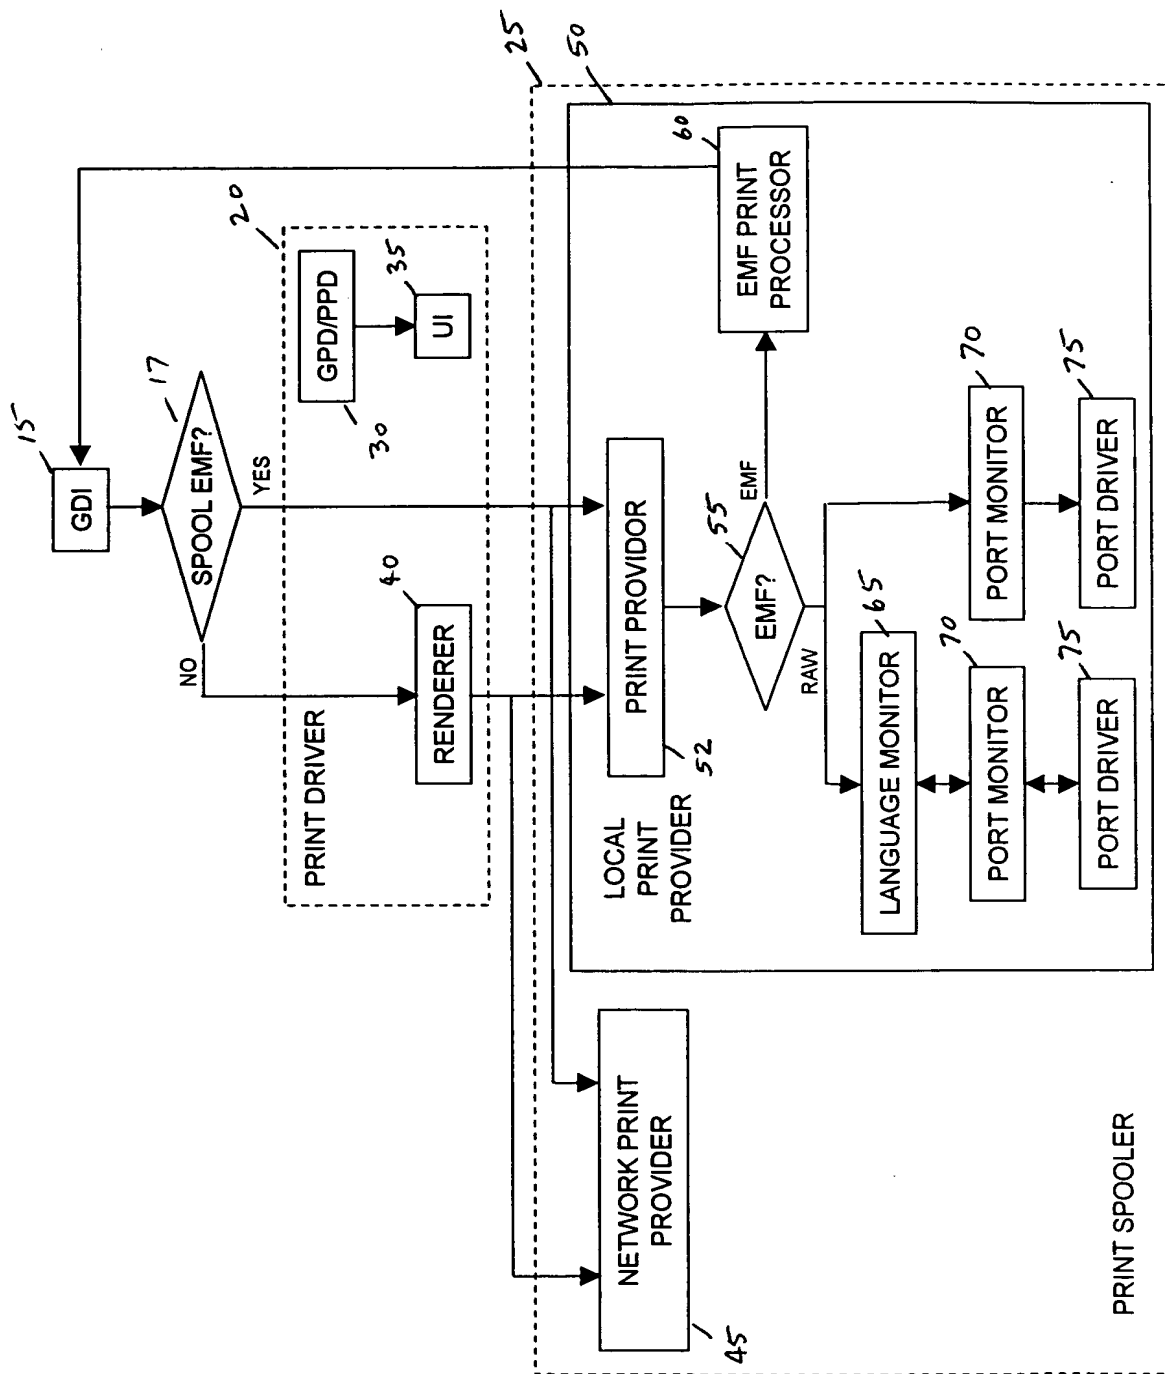 15
GDI
17
SPOOL EMF?
NO
YES
20
PRINT DRIVER
40
RENDERER
GPD/PPD
30
35
UI
25
50
NETWORK PRINT
PROVIDER
45
LOCAL
PRINT
PROVIDER
PRINT PROVIDOR
52
55
EMF?
EMF
RAW
60
EMF PRINT
PROCESSOR
65
LANGUAGE MONITOR
70
PORT MONITOR
70
PORT MONITOR
75
PORT DRIVER
75
PORT DRIVER
PRINT SPOOLER